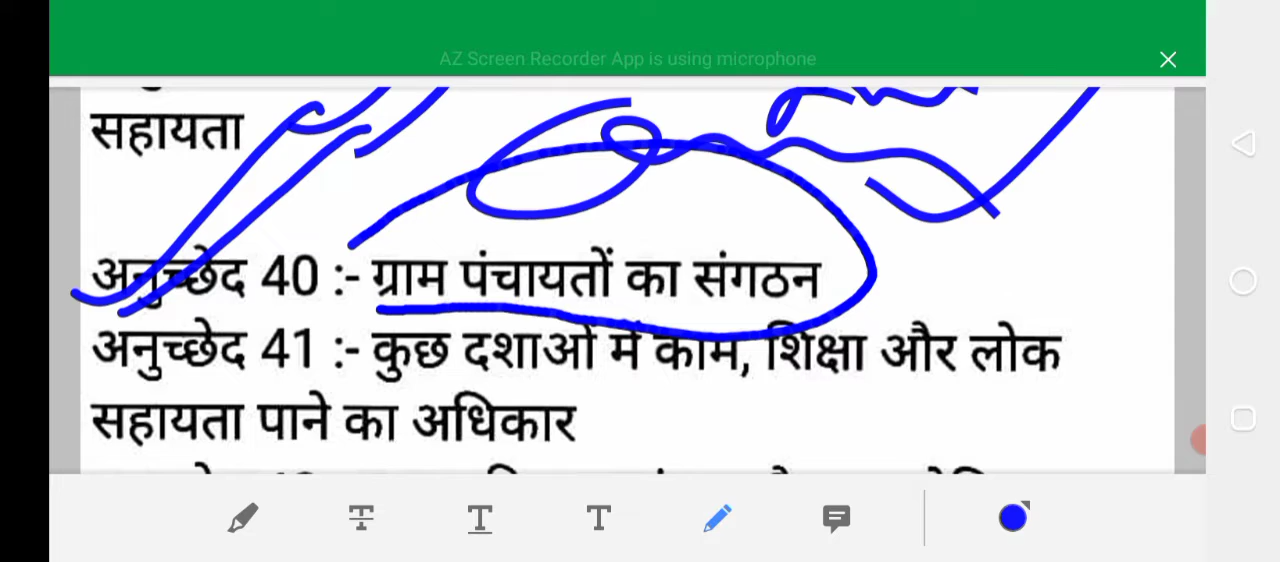 AZ Screen Recorder App is using microphone
सहायता
अनुच्छेद 40 :- ग्राम पंचायतों का संगठन
अनुच्छेद 41 :- कुछ दशाओं में काम, शिक्षा और लोक
सहायता पाने का अधिकार